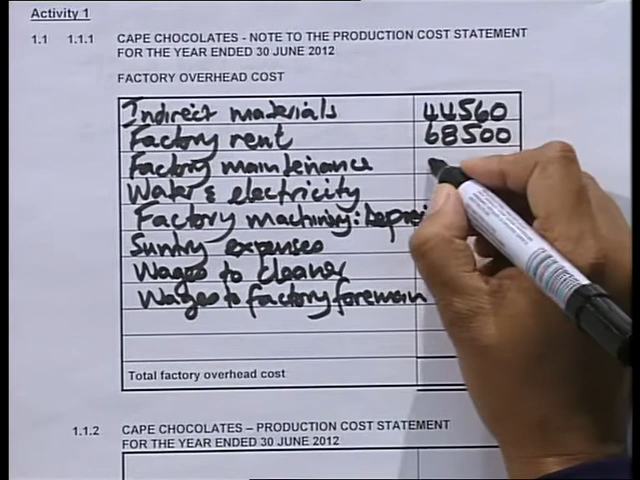 Activity 1
1.1 1.1.1 CAPE CHOCOLATES - NOTE TO THE PRODUCTION COST STATEMENT
FOR THE YEAR ENDED 30 JUNE 2012
FACTORY OVERHEAD COST
Indirect materials 44560
Factory rent 68500
Factory maintenance
Water & electricity
Factory machinery: Deprei
Suntry expenses
Wages to cleaner
Wages to factory foreman
Total factory overhead cost
1.1.2 CAPE CHOCOLATES – PRODUCTION COST STATEMENT
FOR THE YEAR ENDED 30 JUNE 2012